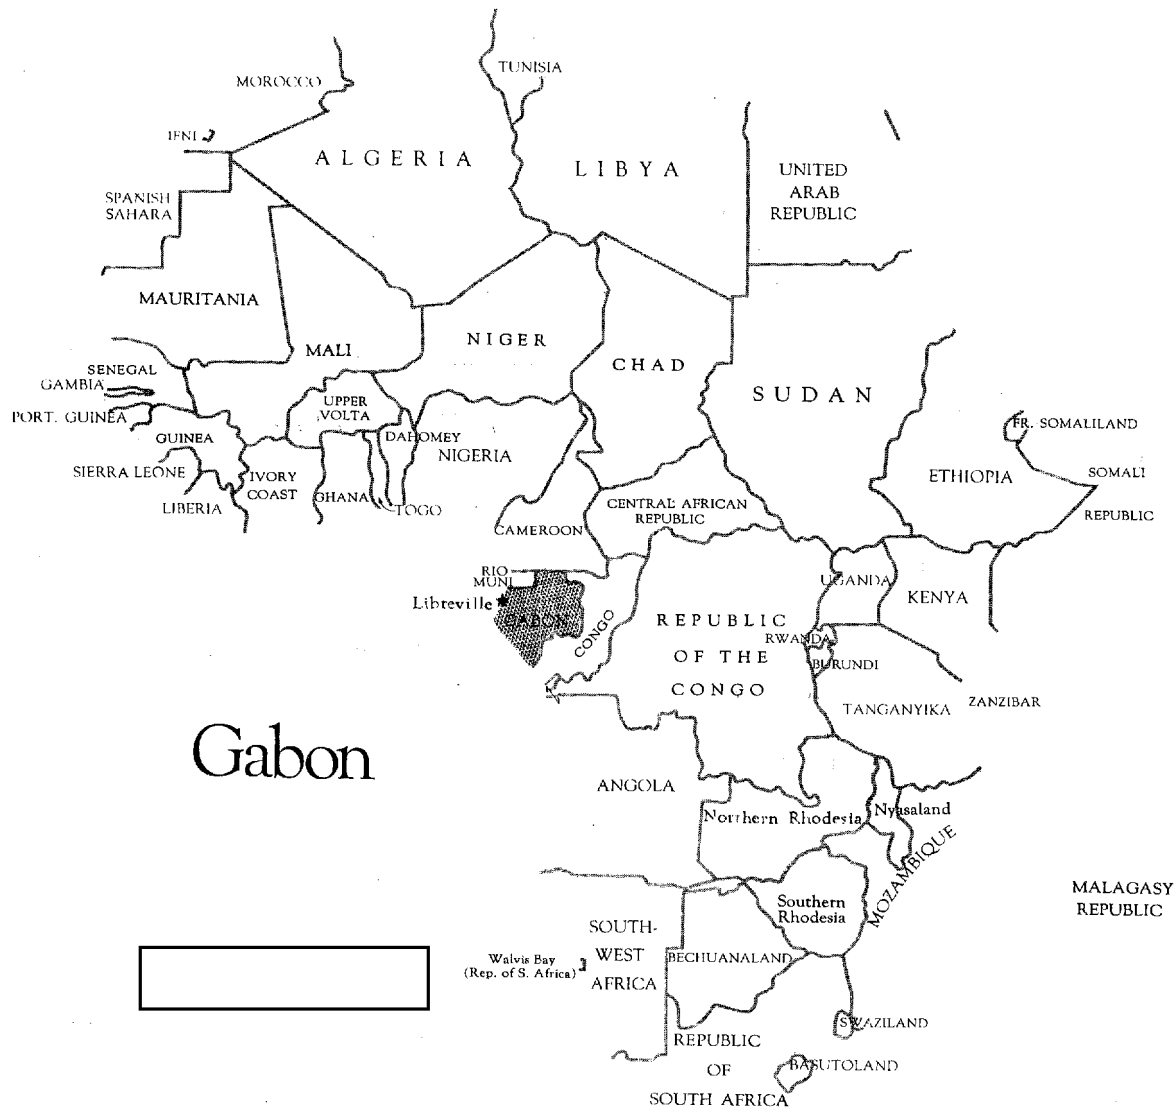 TUNISIA
MOROCCO
IFNI
ALGERIA
LIBYA
UNITED
ARAB
REPUBLIC
SPANISH
SAHARA
MAURITANIA
NIGER
MALI
CHAD
SENEGAL
GAMBIA
SUDAN
UPPER
VOLTA
PORT. GUINEA
FR. SOMALILAND
GUINEA
DAHOMEY
NIGERIA
SIERRA LEONE
IVORY
COAST
ETHIOPIA
SOMALI
REPUBLIC
LIBERIA
GHANA
TOGO
CENTRAL AFRICAN
REPUBLIC
CAMEROON
RIO
MUNI
UGANDA
KENYA
Libreville
GABON
CONGO
REPUBLIC
OF THE
CONGO
RWANDA
BURUNDI
TANGANYIKA
ZANZIBAR
Gabon
ANGOLA
Northern Rhodesia
Nyasaland
MOZAMBIQUE
MALAGASY
REPUBLIC
Southern
Rhodesia
SOUTH-
WEST
AFRICA
Walvis Bay
(Rep. of S. Africa)
BECHUANALAND
SWAZILAND
REPUBLIC
OF
SOUTH AFRICA
BASUTOLAND